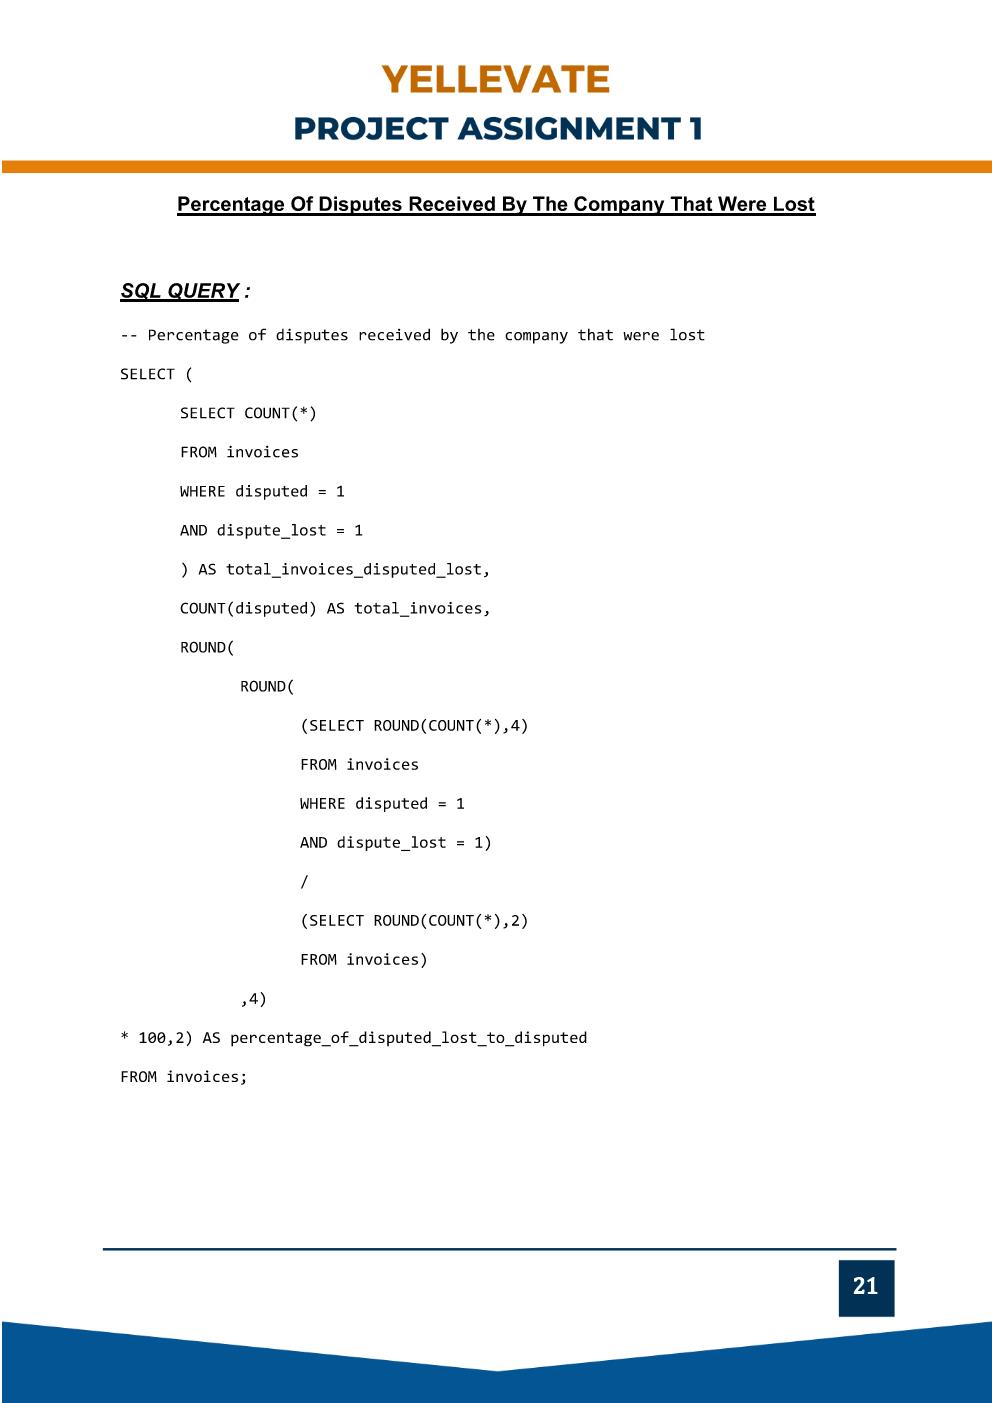 YELLEVATE
PROJECT ASSIGNMENT 1
Percentage Of Disputes Received By The Company That Were Lost
SQL QUERY :
-- Percentage of disputes received by the company that were lost
SELECT (
SELECT COUNT(*)
FROM invoices
WHERE disputed = 1
AND dispute_lost = 1
) AS total_invoices_disputed_lost,
COUNT(disputed) AS total_invoices,
ROUND(
ROUND(
(SELECT ROUND(COUNT(*),4)
FROM invoices
WHERE disputed = 1
AND dispute_lost = 1)
/
(SELECT ROUND(COUNT(*),2)
FROM invoices)
,4)
* 100,2) AS percentage_of_disputed_lost_to_disputed
FROM invoices;
21